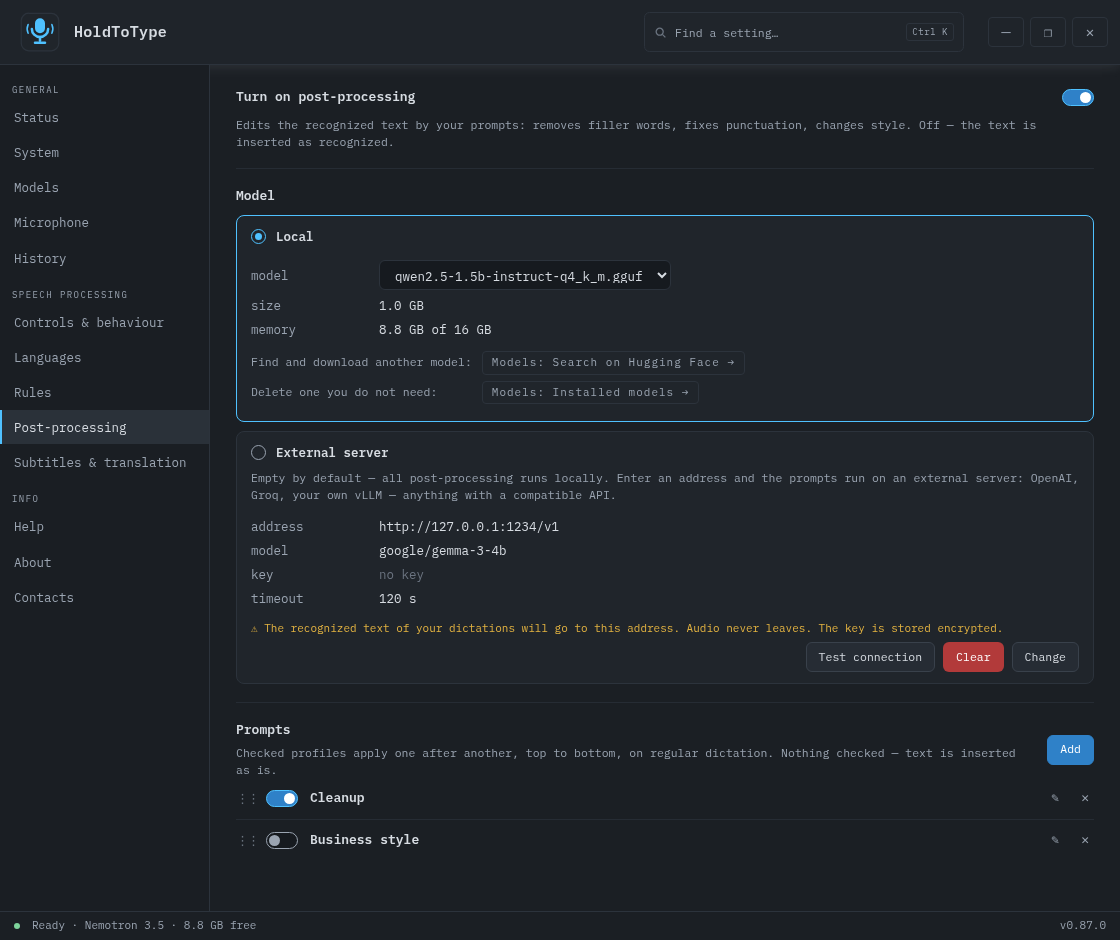 HoldToType
Find a setting…
Ctrl K
GENERAL
Status
System
Models
Microphone
History
SPEECH PROCESSING
Controls & behaviour
Languages
Rules
Post-processing
Subtitles & translation
INFO
Help
About
Contacts
Turn on post-processing
Edits the recognized text by your prompts: removes filler words, fixes punctuation, changes style. Off — the text is
inserted as recognized.
Model
Local
model qwen2.5-1.5b-instruct-q4_k_m.gguf
size 1.0 GB
memory 8.8 GB of 16 GB
Find and download another model: Models: Search on Hugging Face →
Delete one you do not need: Models: Installed models →
External server
Empty by default — all post-processing runs locally. Enter an address and the prompts run on an external server: OpenAI,
Groq, your own vLLM — anything with a compatible API.
address http://127.0.0.1:1234/v1
model google/gemma-3-4b
key no key
timeout 120 s
⚠ The recognized text of your dictations will go to this address. Audio never leaves. The key is stored encrypted.
Test connection Clear Change
Prompts
Checked profiles apply one after another, top to bottom, on regular dictation. Nothing checked — text is inserted
as is.
Add
Cleanup
Business style
Ready · Nemotron 3.5 · 8.8 GB free
v0.87.0